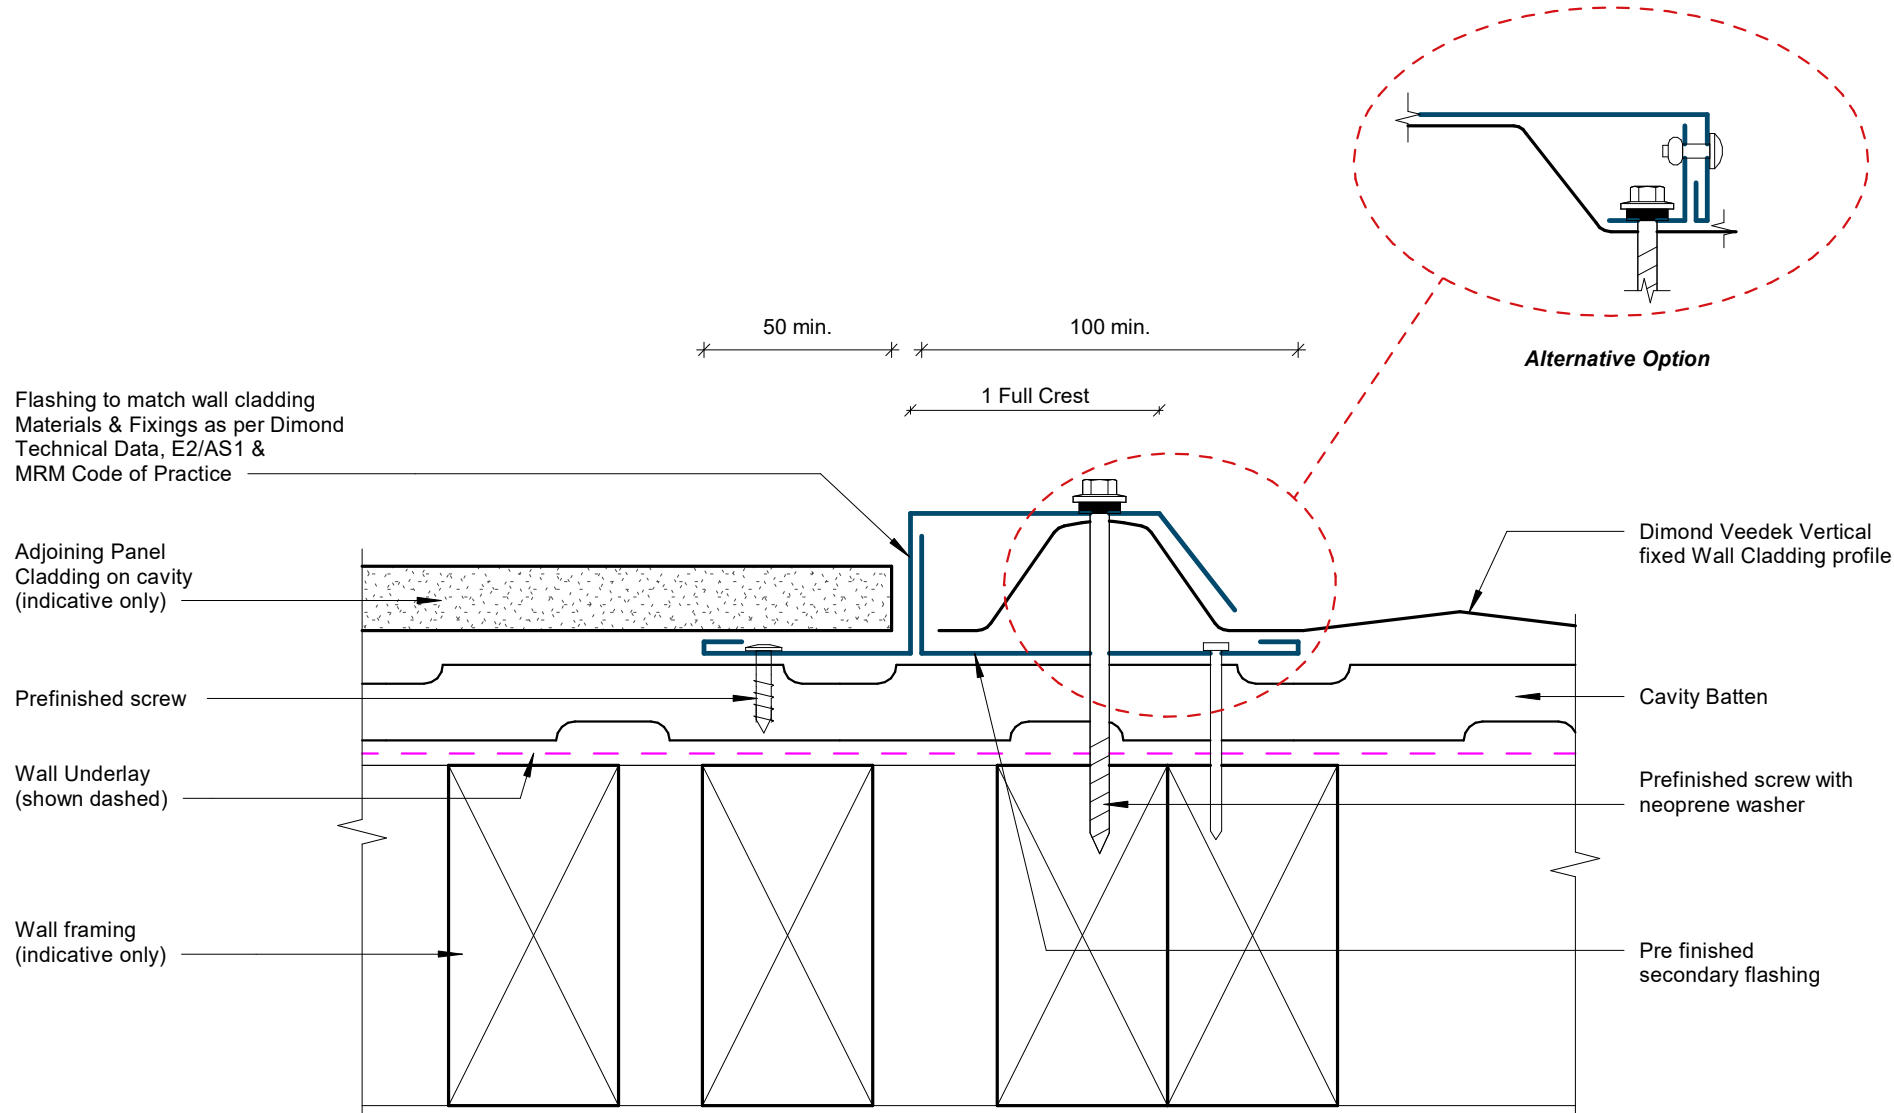 50 min.
100 min.
Alternative Option
1 Full Crest
Flashing to match wall cladding
Materials & Fixings as per Dimond
Technical Data, E2/AS1 &
MRM Code of Practice
Adjoining Panel
Cladding on cavity
(indicative only)
Dimond Veedek Vertical
fixed Wall Cladding profile
Prefinished screw
Cavity Batten
Wall Underlay
(shown dashed)
Prefinished screw with
neoprene washer
Wall framing
(indicative only)
Pre finished
secondary flashing